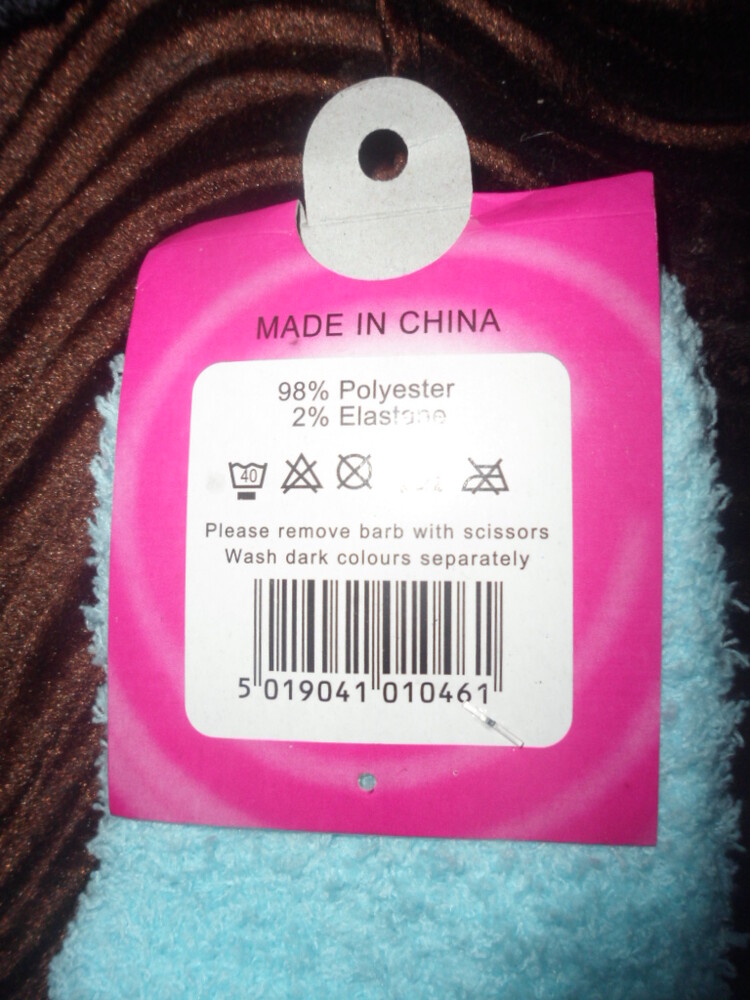 MADE IN CHINA
98% Polyester
2% Elastane
40
Please remove barb with scissors
Wash dark colours separately
5 019041 010461